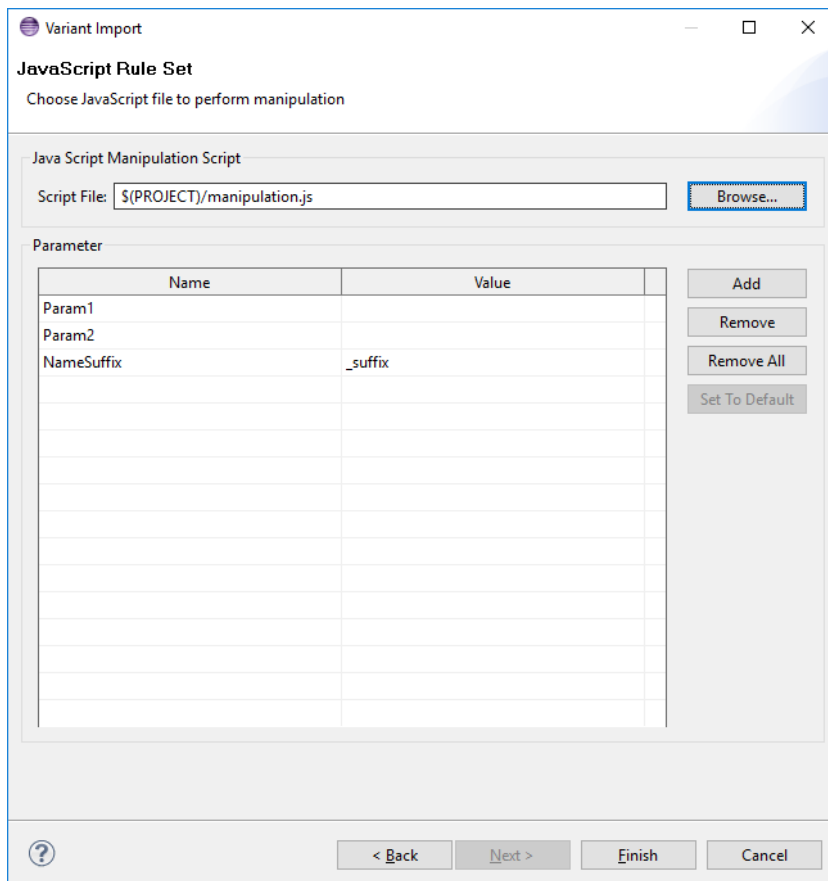 Variant Import
JavaScript Rule Set
Choose JavaScript file to perform manipulation
Java Script Manipulation Script
Script File: $(PROJECT)/manipulation.js Browse...
Parameter
Name Value Add
Param1
Param2 Remove
NameSuffix _suffix Remove All
Set To Default
? < Back Next > Finish Cancel